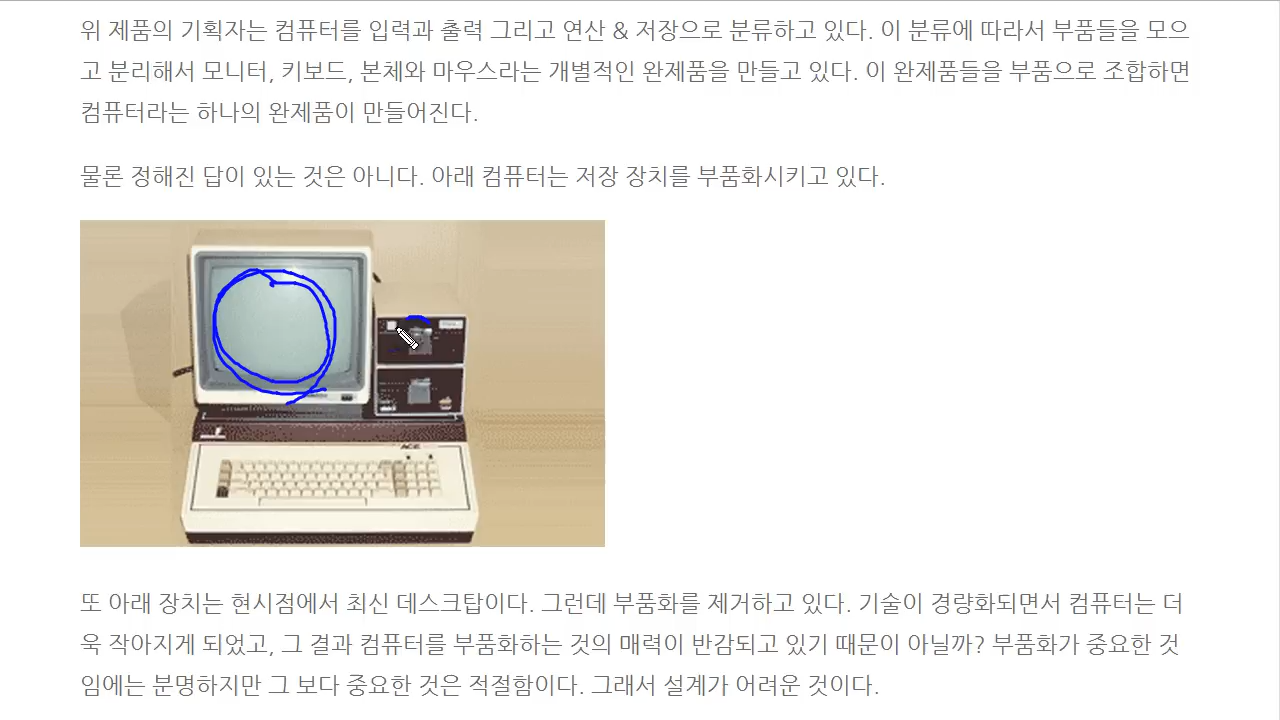 위 제품의 기획자는 컴퓨터를 입력과 출력 그리고 연산 & 저장으로 분류하고 있다. 이 분류에 따라서 부품들을 모으
고 분리해서 모니터, 키보드, 본체와 마우스라는 개별적인 완제품을 만들고 있다. 이 완제품들을 부품으로 조합하면
컴퓨터라는 하나의 완제품이 만들어진다.
물론 정해진 답이 있는 것은 아니다. 아래 컴퓨터는 저장 장치를 부품화시키고 있다.
ACE
또 아래 장치는 현시점에서 최신 데스크탑이다. 그런데 부품화를 제거하고 있다. 기술이 경량화되면서 컴퓨터는 더
욱 작아지게 되었고, 그 결과 컴퓨터를 부품화하는 것의 매력이 반감되고 있기 때문이 아닐까? 부품화가 중요한 것
임에는 분명하지만 그 보다 중요한 것은 적절함이다. 그래서 설계가 어려운 것이다.